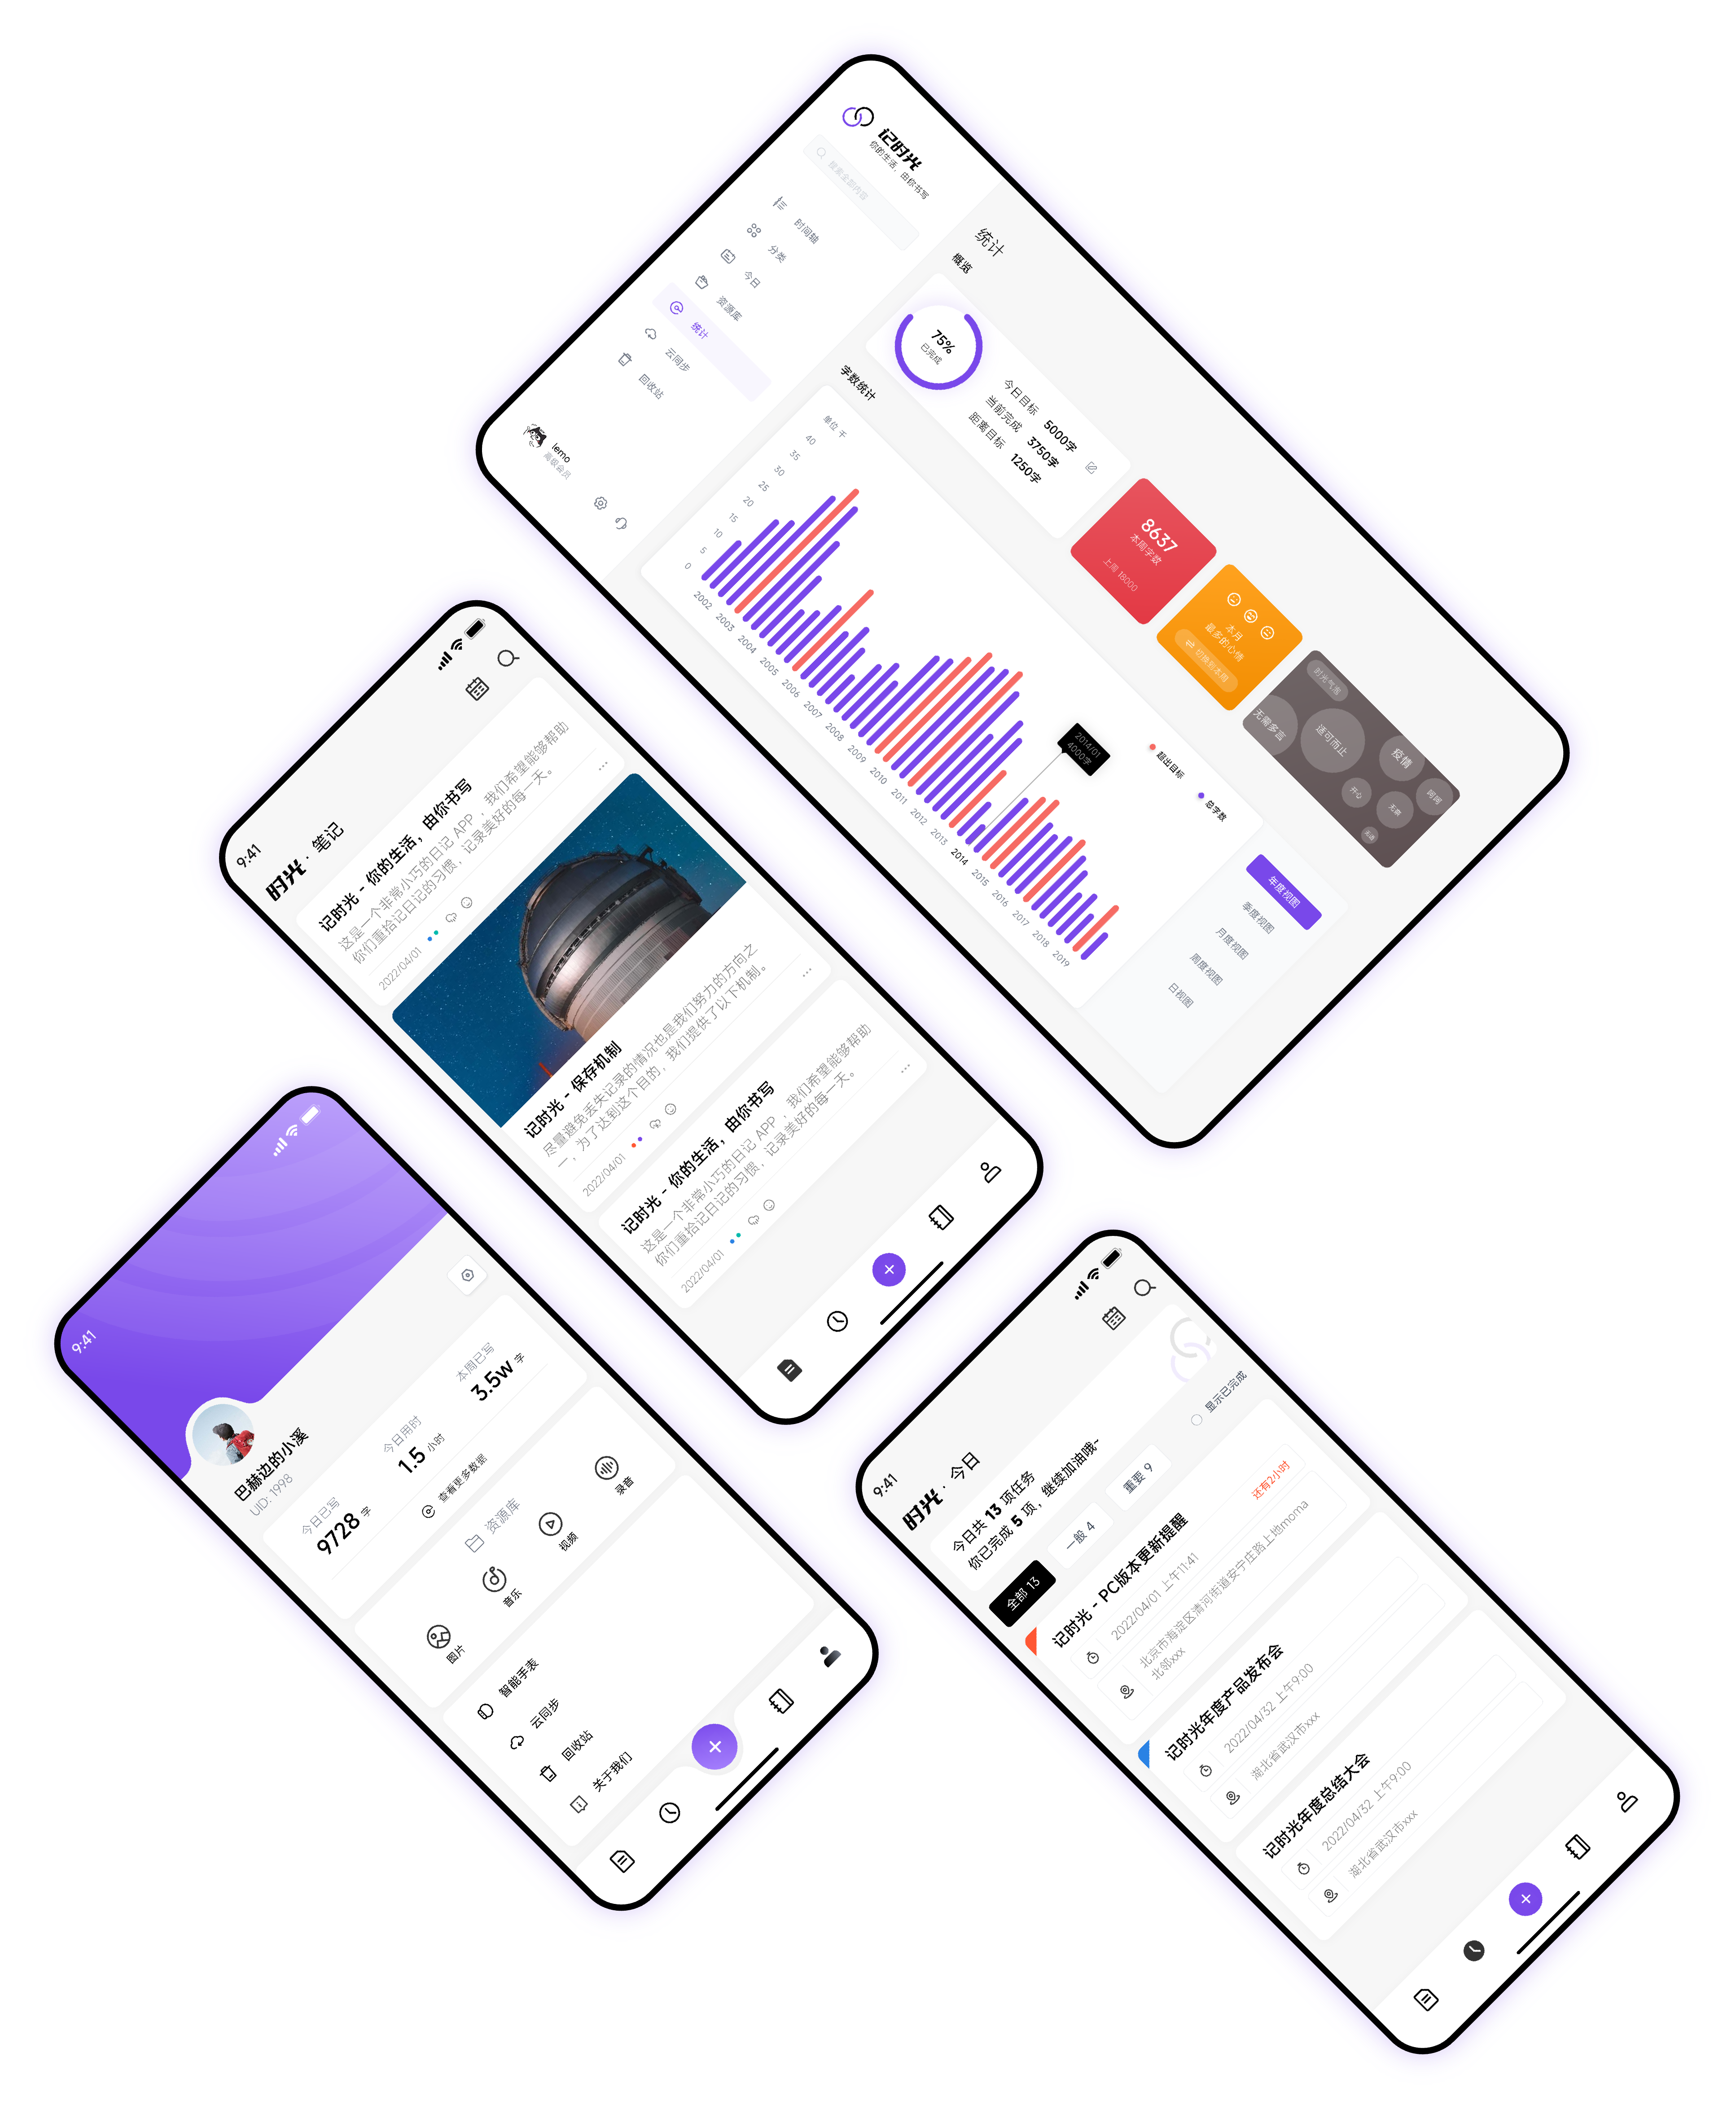 记时光
你的生活，由你书写
搜索全部内容
时间轴
分类
今日
资源库
统计
云同步
回收站
lemo
高级会员
统计
概览
75%
已完成
今日目标 5000字
当前完成 3750字
距离目标 1250字
8637
本周字数
上周 18000
本月
最多的心情
切换到本周
时光气泡
无需多言
适可而止
疫情
开心
无语
呵呵
字数统计
单位 千
40
35
30
25
20
15
10
5
0
2002
2003
2004
2005
2006
2007
2008
2009
2010
2011
2012
2013
2014
2015
2016
2017
2018
2019
2014/01
4000字
超出目标
总字数
年度视图
季度视图
月度视图
周度视图
日视图
9:41
时光 · 笔记
记时光 - 你的生活，由你书写
这是一个非常小巧的日记 APP ，我们希望能够帮助
你们重拾记日记的习惯，记录美好的每一天。
2022/04/01
记时光 - 保存机制
尽量避免丢失记录的情况也是我们努力的方向之
一，为了达到这个目的，我们提供了以下机制。
2022/04/01
记时光 - 你的生活，由你书写
这是一个非常小巧的日记 APP ，我们希望能够帮助
你们重拾记日记的习惯，记录美好的每一天。
2022/04/01
9:41
巴赫边的小溪
UID: 1998
今日已写
9728 字
今日用时
1.5 小时
本周已写
3.5w 字
查看更多数据
资源库
图片
音乐
视频
录音
智能手表
云同步
回收站
关于我们
9:41
时光 · 今日
今日共 13 项任务
你已完成 5 项，继续加油哦~
全部 13
一般 4
重要 9
显示已完成
记时光 - PC版本更新提醒
还有2小时
2022/04/01 上午11:41
北京市海淀区清河街道安宁庄路上地moma
北邻xxx
记时光年度产品发布会
2022/04/32 上午9:00
湖北省武汉市xxx
记时光年度总结大会
2022/04/32 上午9:00
湖北省武汉市xxx